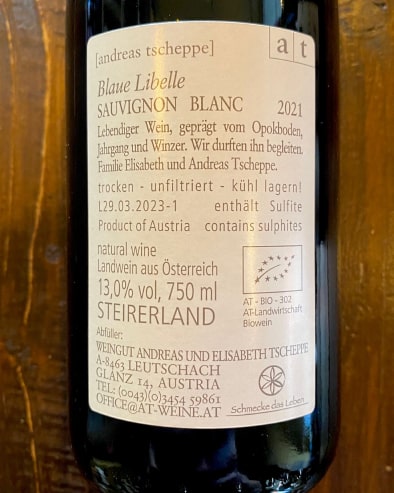 [andreas tscheppe]
a t
Blaue Libelle
SAUVIGNON BLANC 2021
Lebendiger Wein, geprägt vom Opokboden,
Jahrgang und Winzer. Wir durften ihn begleiten.
Familie Elisabeth und Andreas Tscheppe.
trocken - unfiltriert - kühl lagern!
L29.03.2023-1 enthält Sulfite
Product of Austria contains sulphites
natural wine
Landwein aus Österreich
13,0% vol, 750 ml
STEIRERLAND
AT - BIO - 302
AT-Landwirtschaft
Biowein
Abfüller:
WEINGUT ANDREAS UND ELISABETH TSCHEPPE
A-8463 LEUTSCHACH
GLANZ 14, AUSTRIA
TEL: (0043)(0)3454 59861
OFFICE@AT-WEINE.AT
Schmecke das Leben